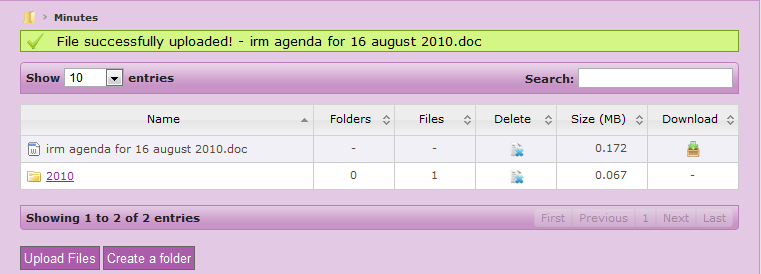 > Minutes
File successfully uploaded! - irm agenda for 16 august 2010.doc
Show 10 entries Search:
Name Folders Files Delete Size (MB) Download
irm agenda for 16 august 2010.doc - - 0.172
2010 0 1 0.067 -
Showing 1 to 2 of 2 entries First Previous 1 Next Last
Upload Files Create a folder